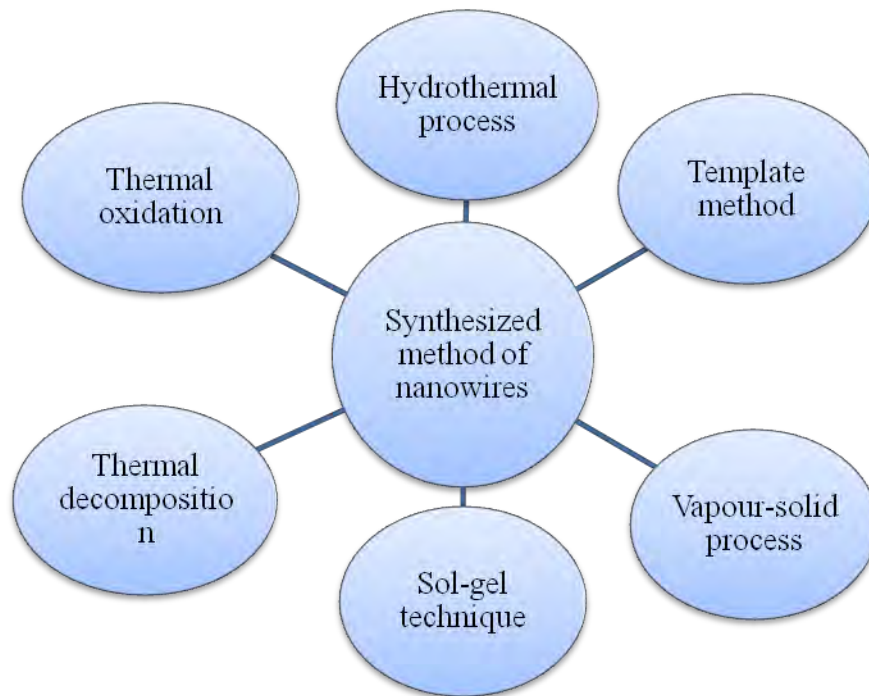 Hydrothermal
process
Thermal
oxidation
Template
method
Synthesized
method of
nanowires
Thermal
decompositio
n
Vapour-solid
process
Sol-gel
technique